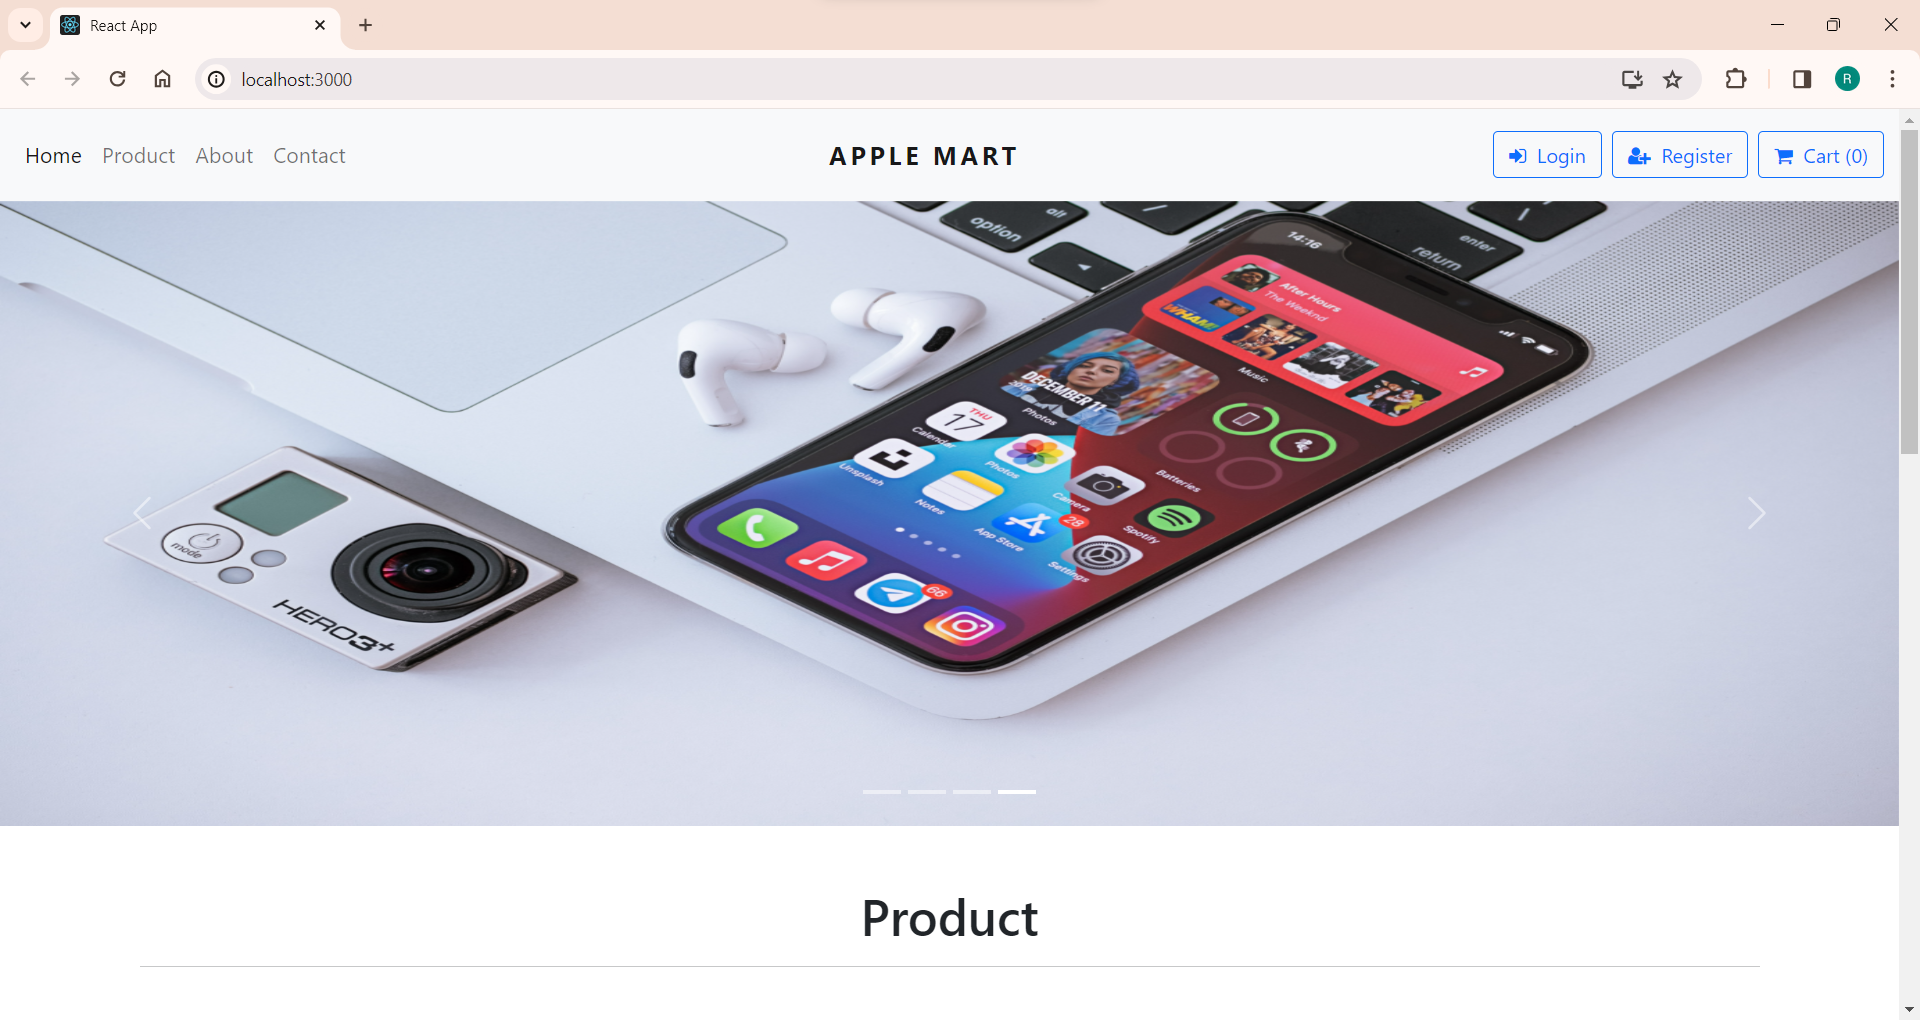 React App
localhost:3000
R
Home Product About Contact
APPLE MART
Login Register Cart (0)
alt
option
enter
return
14:16
After Hours
The Weeknd
WHAM!
Music
DECEMBER 11
2019
Photos
THU
17
Calendar
Photos
Batteries
Unsplash
Notes
Camera
28
App Store
Spotify
Settings
66
mode
HERO3+
Product